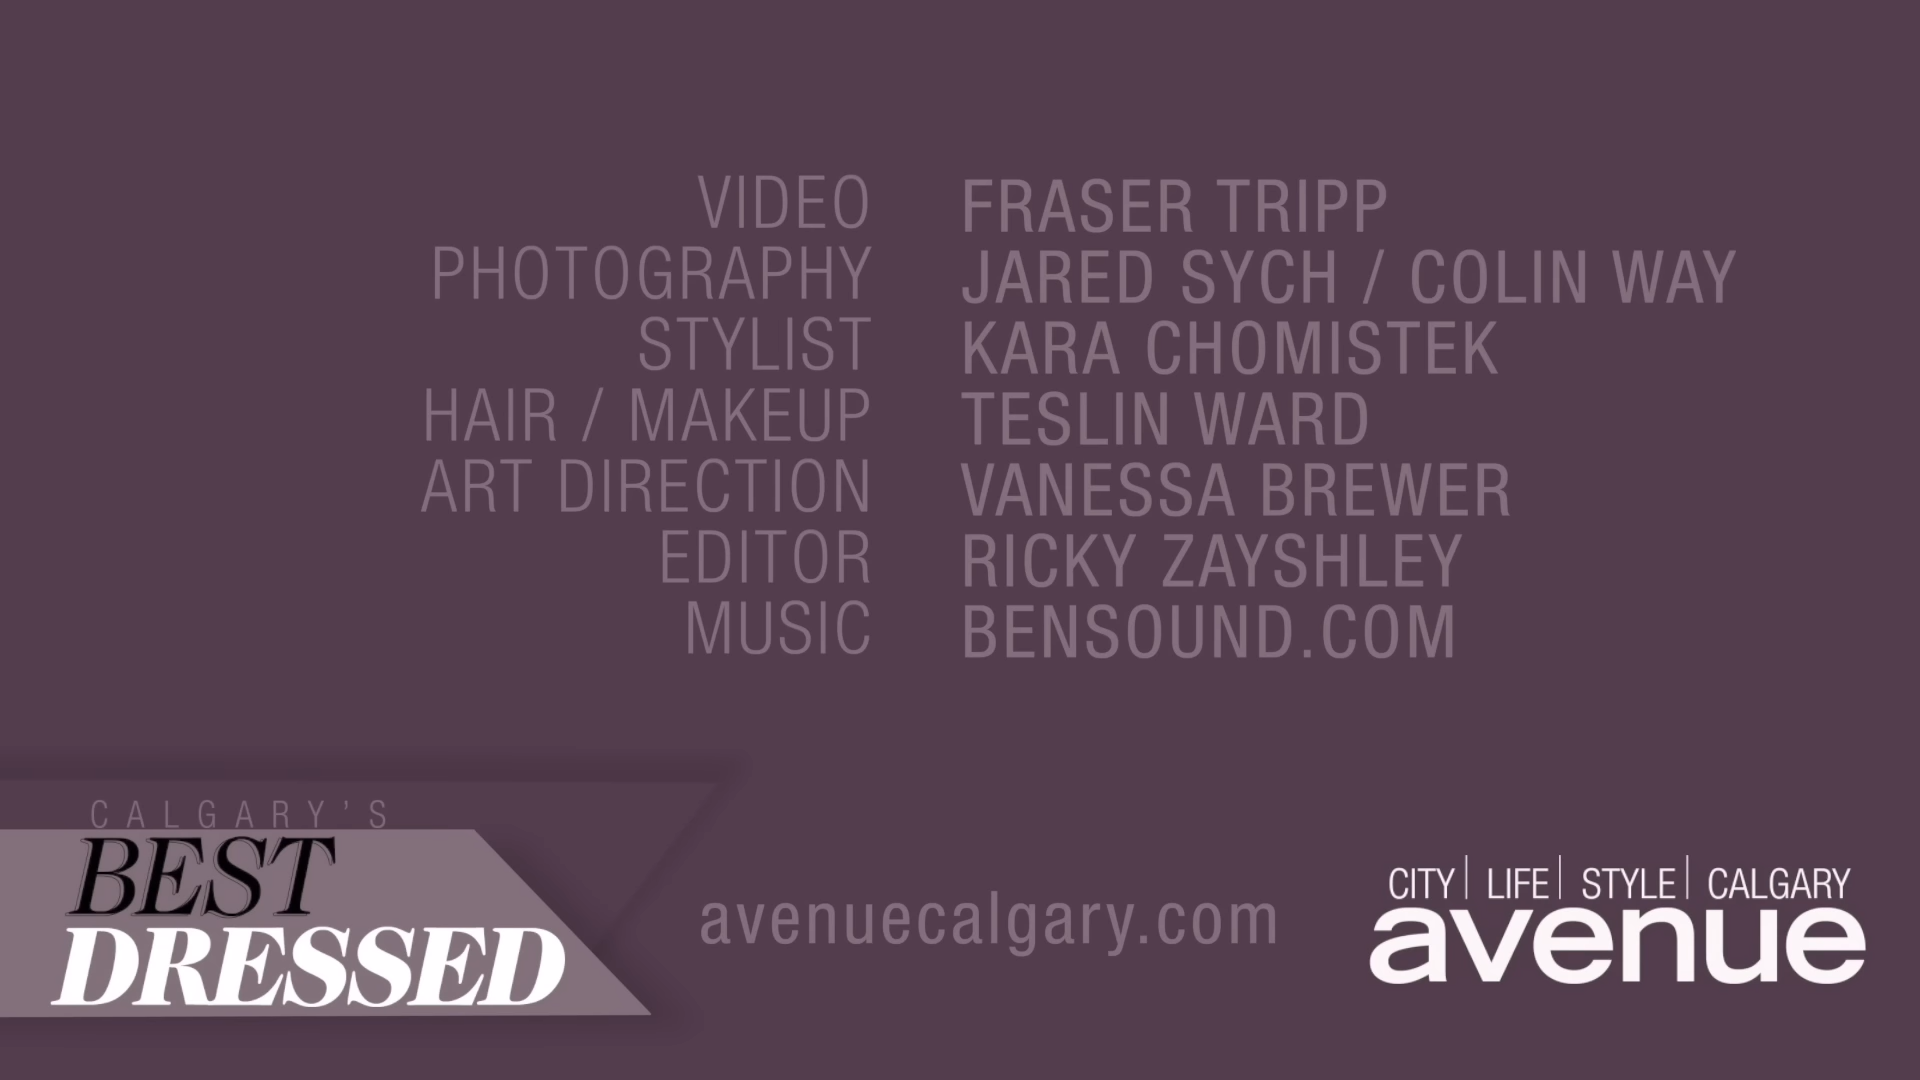 VIDEO FRASER TRIPP
PHOTOGRAPHY JARED SYCH / COLIN WAY
STYLIST KARA CHOMISTEK
HAIR / MAKEUP TESLIN WARD
ART DIRECTION VANESSA BREWER
EDITOR RICKY ZAYSHLEY
MUSIC BENSOUND.COM
CALGARY'S
BEST
DRESSED
avenuecalgary.com
CITY | LIFE | STYLE | CALGARY
avenue